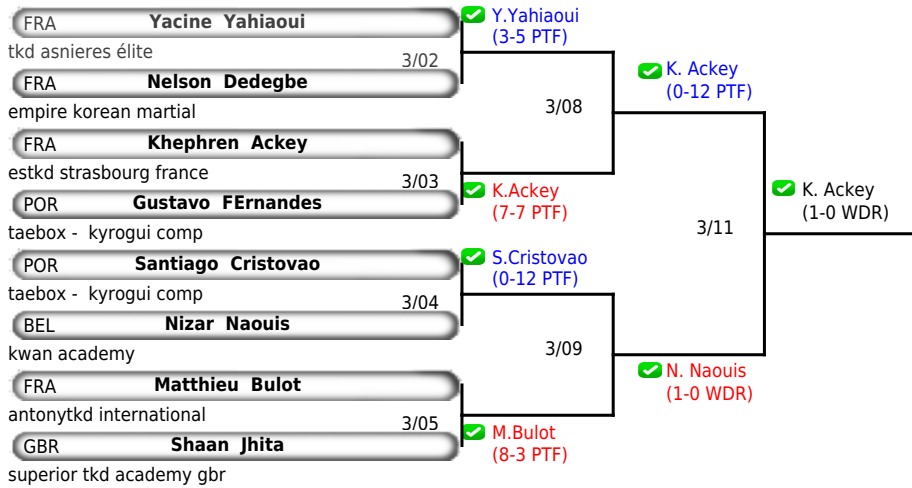 FRA Yacine Yahiaoui
tkd asnieres élite
3/02
FRA Nelson Dedegbe
empire korean martial
FRA Khephren Ackey
estkd strasbourg france
3/03
POR Gustavo FErnandes
taebox - kyrogui comp
POR Santiago Cristovao
taebox - kyrogui comp
3/04
BEL Nizar Naouis
kwan academy
FRA Matthieu Bulot
antonytkd international
3/05
GBR Shaan Jhita
superior tkd academy gbr
Y.Yahiaoui
(3-5 PTF)
3/08
K.Ackey
(7-7 PTF)
S.Cristovao
(0-12 PTF)
3/09
M.Bulot
(8-3 PTF)
K. Ackey
(0-12 PTF)
3/11
N. Naouis
(1-0 WDR)
K. Ackey
(1-0 WDR)